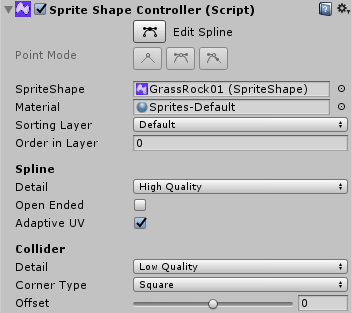 Sprite Shape Controller (Script)
Edit Spline
Point Mode
SpriteShape GrassRock01 (SpriteShape)
Material Sprites-Default
Sorting Layer Default
Order in Layer 0
Spline
Detail High Quality
Open Ended
Adaptive UV
Collider
Detail Low Quality
Corner Type Square
Offset 0